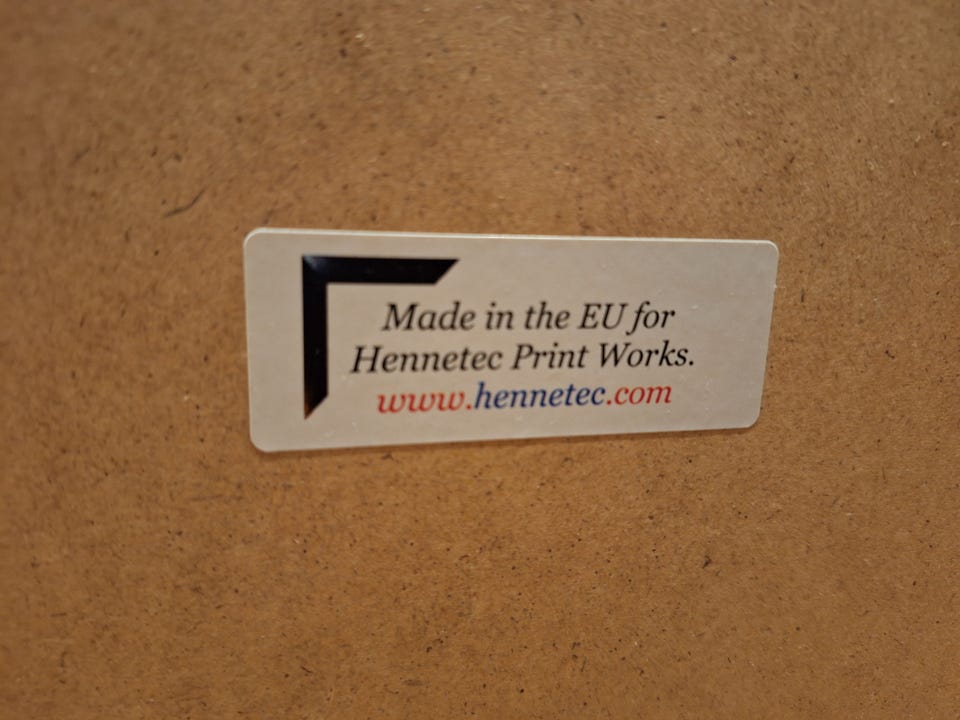 Made in the EU for
Hennetec Print Works.
www.hennetec.com